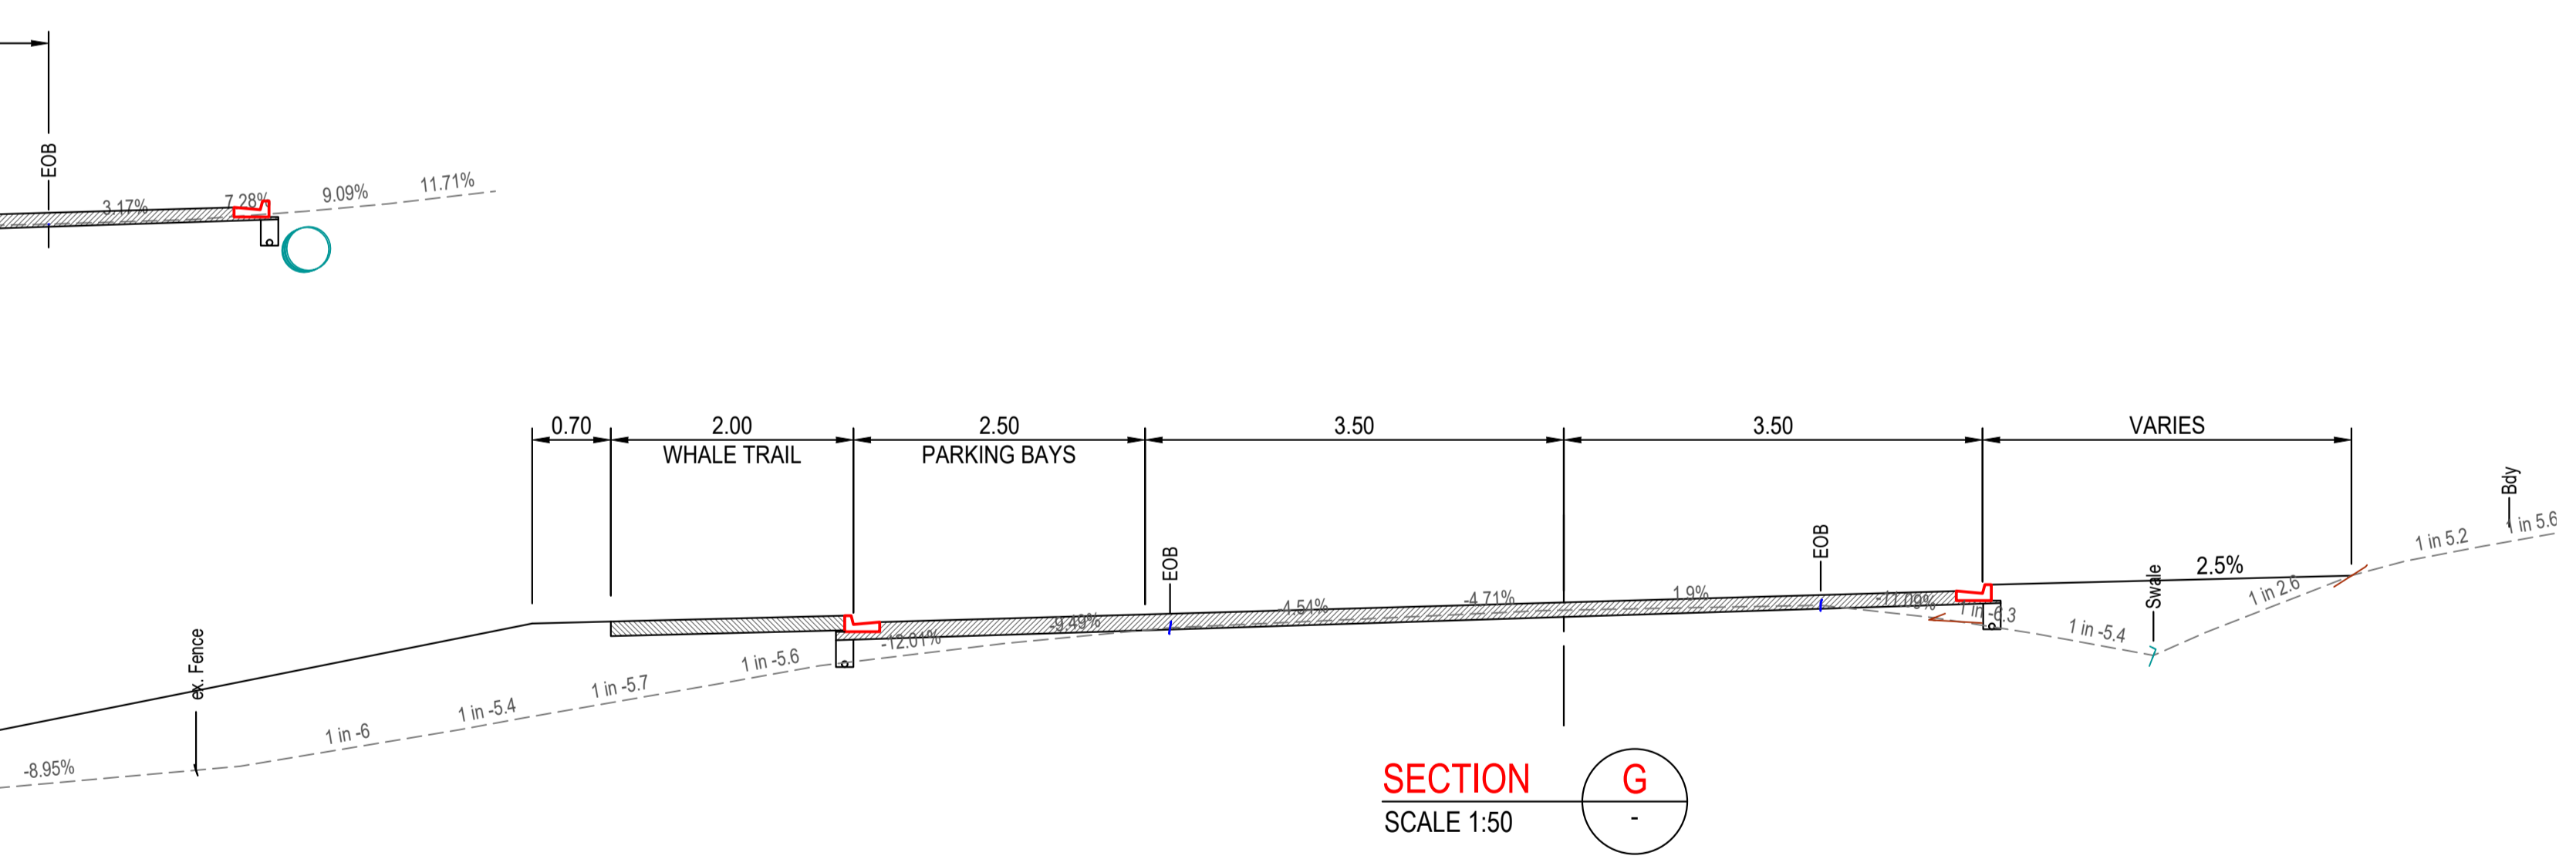 EOB
3.17%
7.28%
9.09%
11.71%
0.70
2.00
2.50
3.50
3.50
VARIES
WHALE TRAIL
PARKING BAYS
EOB
EOB
Bdy
ex. Fence
Swale
-8.95%
1 in -6
1 in -5.4
1 in -5.7
1 in -5.6
-12.01%
-9.49%
-4.54%
-4.71%
1.9%
-11.09%
1 in -6.3
1 in -5.4
2.5%
1 in 2.6
1 in 5.2
1 in 5.6
SECTION
G
SCALE 1:50
-